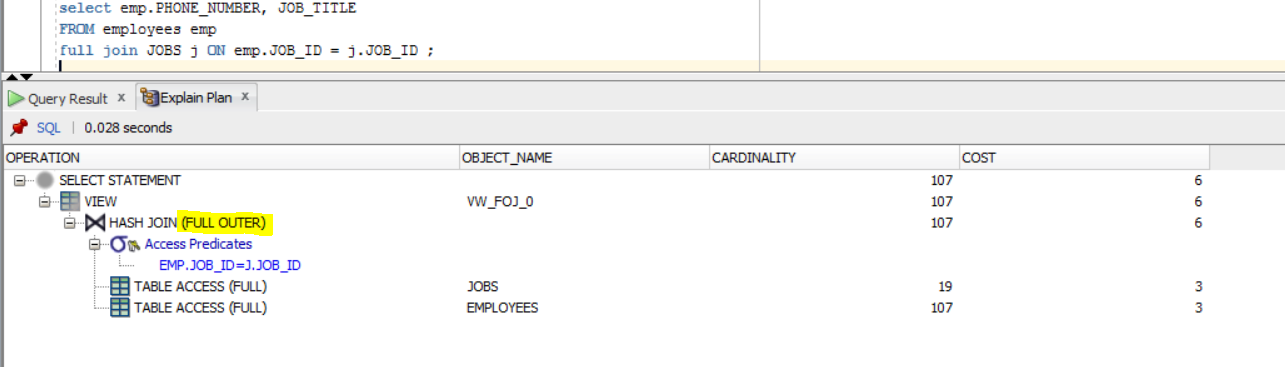 select emp.PHONE_NUMBER, JOB_TITLE
FROM employees emp
full join JOBS j ON emp.JOB_ID = j.JOB_ID ;
Query Result x Explain Plan x
SQL | 0.028 seconds
OPERATION OBJECT_NAME CARDINALITY COST
SELECT STATEMENT 107 6
VIEW VW_FOJ_0 107 6
HASH JOIN (FULL OUTER) 107 6
Access Predicates
EMP.JOB_ID=J.JOB_ID
TABLE ACCESS (FULL) JOBS 19 3
TABLE ACCESS (FULL) EMPLOYEES 107 3